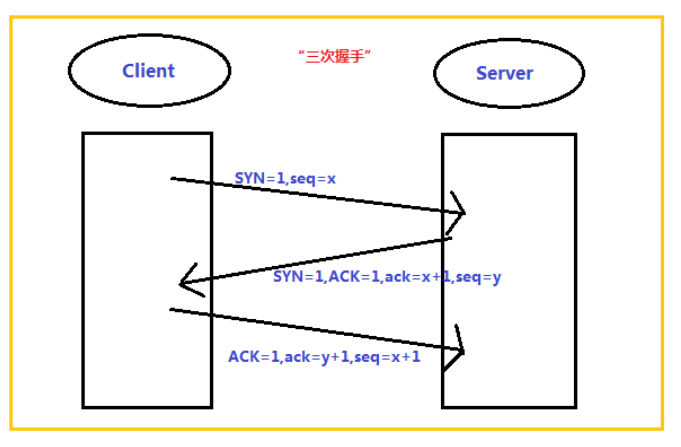 Client
“三次握手”
Server
SYN=1,seq=x
SYN=1,ACK=1,ack=x+1,seq=y
ACK=1,ack=y+1,seq=x+1